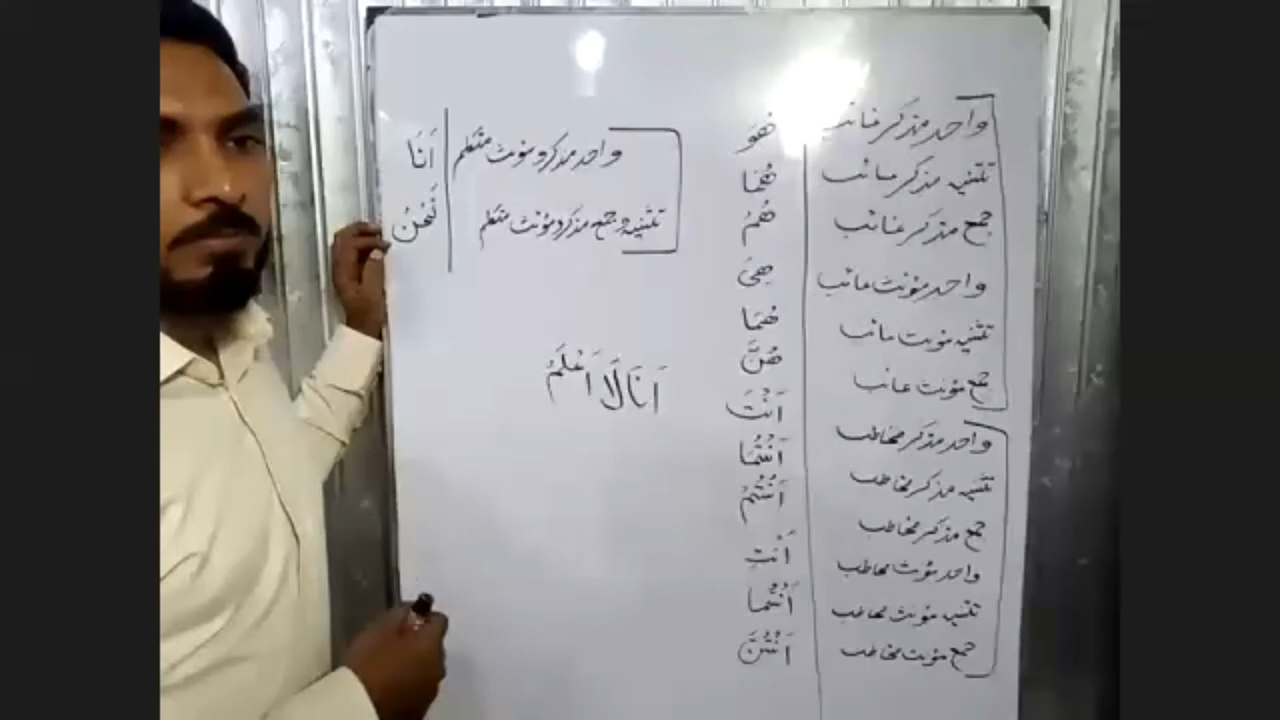 واحد مذکر غائب هُوَ
تثنیہ مذکر غائب هُمَا
جمع مذکر غائب هُمْ
واحد مؤنث غائب هِیَ
تثنیہ مؤنث غائب هُمَا
جمع مؤنث غائب هُنَّ
واحد مذکر مخاطب اَنْتَ
تثنیہ مذکر مخاطب اَنْتُمَا
جمع مذکر مخاطب اَنْتُمْ
واحد مؤنث مخاطب اَنْتِ
تثنیہ مؤنث مخاطب اَنْتُمَا
جمع مؤنث مخاطب اَنْتُنَّ
واحد مذکر و مؤنث متکلم اَنَا
تثنیہ و جمع مذکر و مؤنث متکلم نَحْنُ
اَنَا لَا اَعْلَمُ